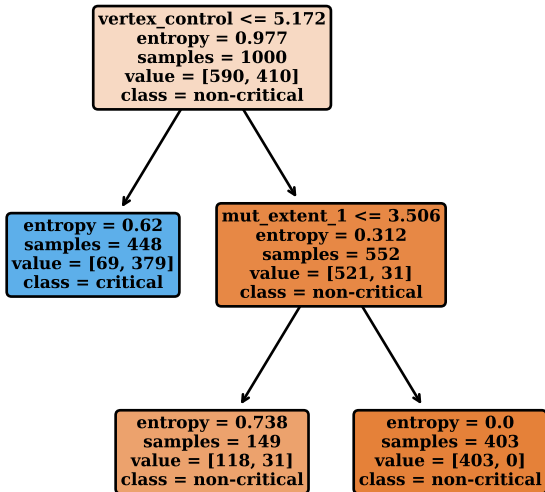 vertex_control <= 5.172
entropy = 0.977
samples = 1000
value = [590, 410]
class = non-critical
entropy = 0.62
samples = 448
value = [69, 379]
class = critical
mut_extent_1 <= 3.506
entropy = 0.312
samples = 552
value = [521, 31]
class = non-critical
entropy = 0.738
samples = 149
value = [118, 31]
class = non-critical
entropy = 0.0
samples = 403
value = [403, 0]
class = non-critical